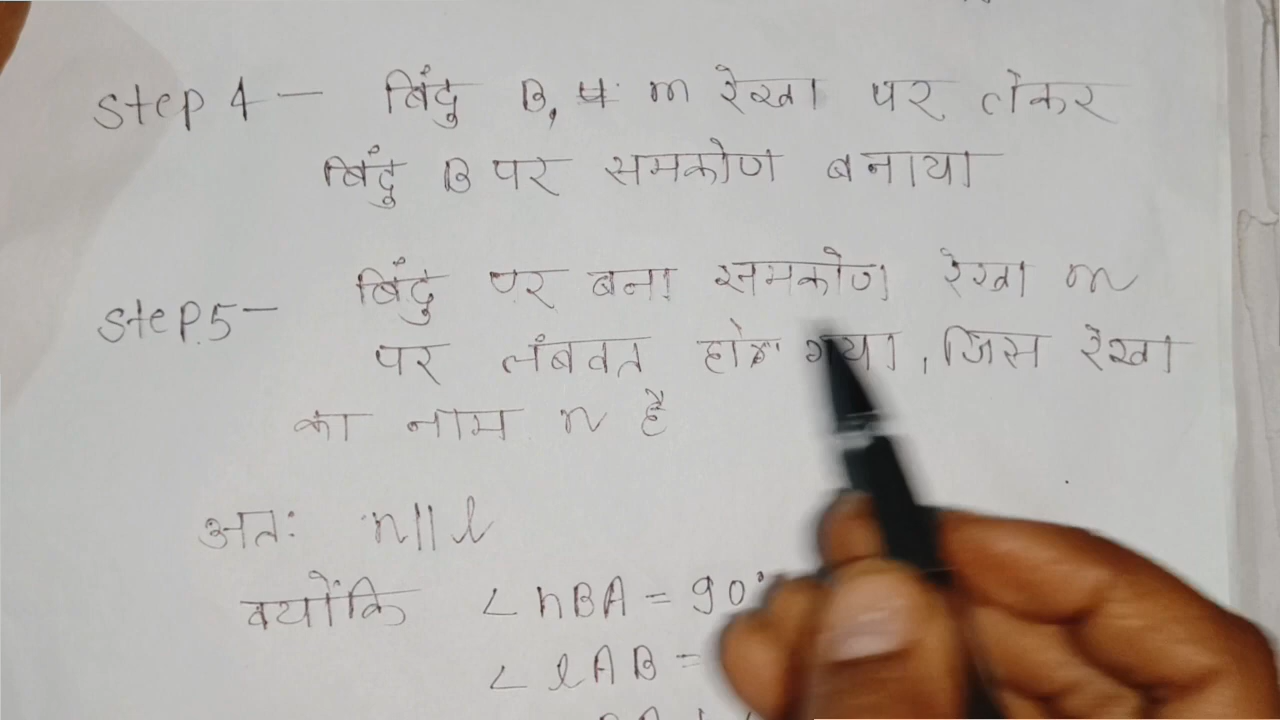 Step 4 – बिंदु B, m रेखा पर लेकर
बिंदु B पर समकोण बनाया
Step.5 – बिंदु पर बना समकोण रेखा m
पर लंबवत हो गया, जिस रेखा
का नाम n है
अतः n||l
क्योंकि ∠nBA = 90°
∠lAB =